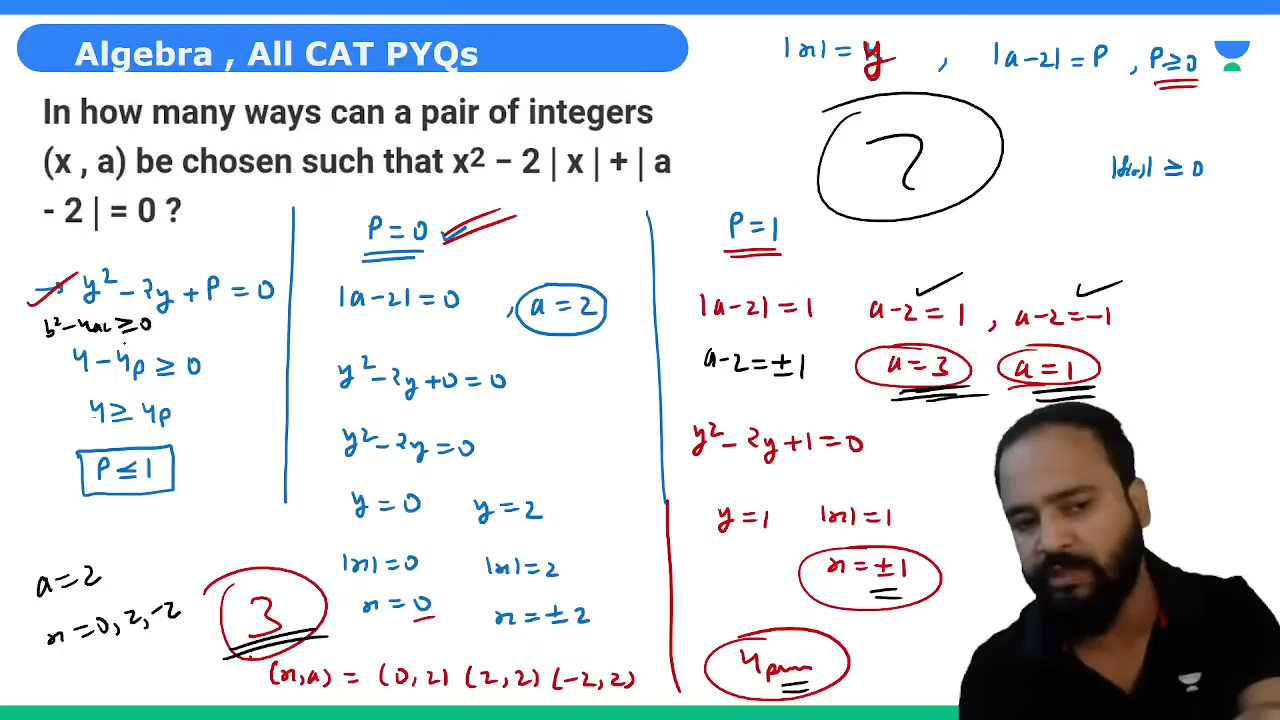 Algebra , All CAT PYQs
|x| = y , |a-2| = P , P≥0
In how many ways can a pair of integers
(x , a) be chosen such that x² − 2 | x | + | a
- 2 | = 0 ?
7
|f(x)| ≥ 0
→ y² - 2y + P = 0
b²-4ac ≥ 0
4 - 4p ≥ 0
4 ≥ 4p
P ≤ 1
a = 2
x = 0, 2, -2
3
P = 0
|a-2| = 0 , a = 2
y² - 2y + 0 = 0
y² - 2y = 0
y = 0 y = 2
|x| = 0 |x| = 2
x = 0 x = ± 2
(x,a) = (0,2) (2,2) (-2,2)
P = 1
|a-2| = 1 a-2 = 1 , a-2 = -1
a-2 = ±1 a = 3 a = 1
y² - 2y + 1 = 0
y = 1 |x| = 1
x = ±1
4